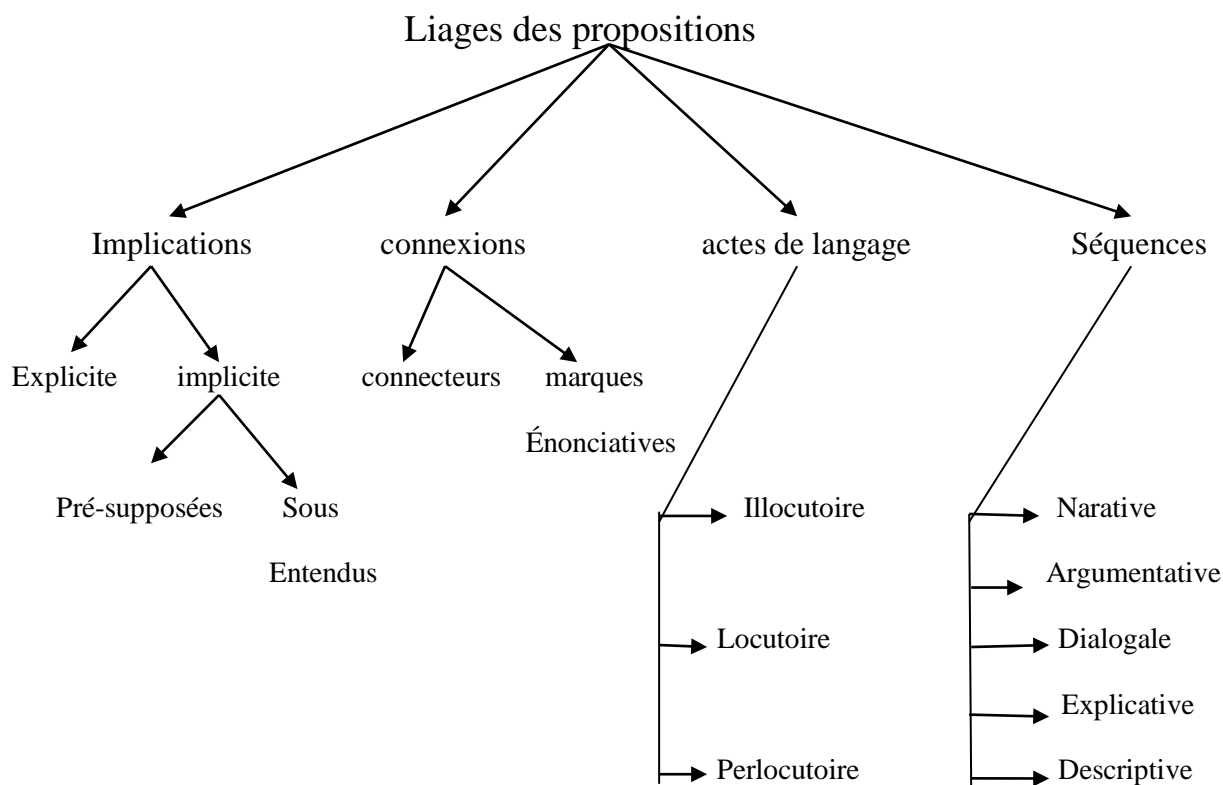 Liages des propositions
Implications
connexions
actes de langage
Séquences
Explicite
implicite
connecteurs
marques
Énonciatives
Pré-supposées
Sous
Entendus
Illocutoire
Locutoire
Perlocutoire
Narative
Argumentative
Dialogale
Explicative
Descriptive